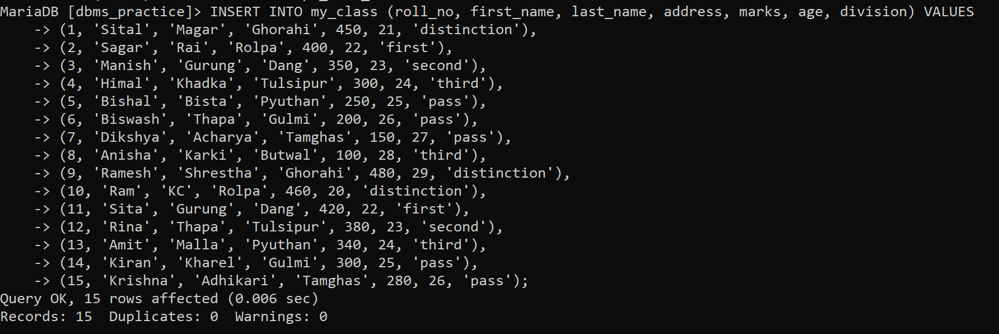 MariaDB [dbms_practice]> INSERT INTO my_class (roll_no, first_name, last_name, address, marks, age, division) VALUES
    -> (1, 'Sital', 'Magar', 'Ghorahi', 450, 21, 'distinction'),
    -> (2, 'Sagar', 'Rai', 'Rolpa', 400, 22, 'first'),
    -> (3, 'Manish', 'Gurung', 'Dang', 350, 23, 'second'),
    -> (4, 'Himal', 'Khadka', 'Tulsipur', 300, 24, 'third'),
    -> (5, 'Bishal', 'Bista', 'Pyuthan', 250, 25, 'pass'),
    -> (6, 'Biswash', 'Thapa', 'Gulmi', 200, 26, 'pass'),
    -> (7, 'Dikshya', 'Acharya', 'Tamghas', 150, 27, 'pass'),
    -> (8, 'Anisha', 'Karki', 'Butwal', 100, 28, 'third'),
    -> (9, 'Ramesh', 'Shrestha', 'Ghorahi', 480, 29, 'distinction'),
    -> (10, 'Ram', 'KC', 'Rolpa', 460, 20, 'distinction'),
    -> (11, 'Sita', 'Gurung', 'Dang', 420, 22, 'first'),
    -> (12, 'Rina', 'Thapa', 'Tulsipur', 380, 23, 'second'),
    -> (13, 'Amit', 'Malla', 'Pyuthan', 340, 24, 'third'),
    -> (14, 'Kiran', 'Kharel', 'Gulmi', 300, 25, 'pass'),
    -> (15, 'Krishna', 'Adhikari', 'Tamghas', 280, 26, 'pass');
Query OK, 15 rows affected (0.006 sec)
Records: 15  Duplicates: 0  Warnings: 0